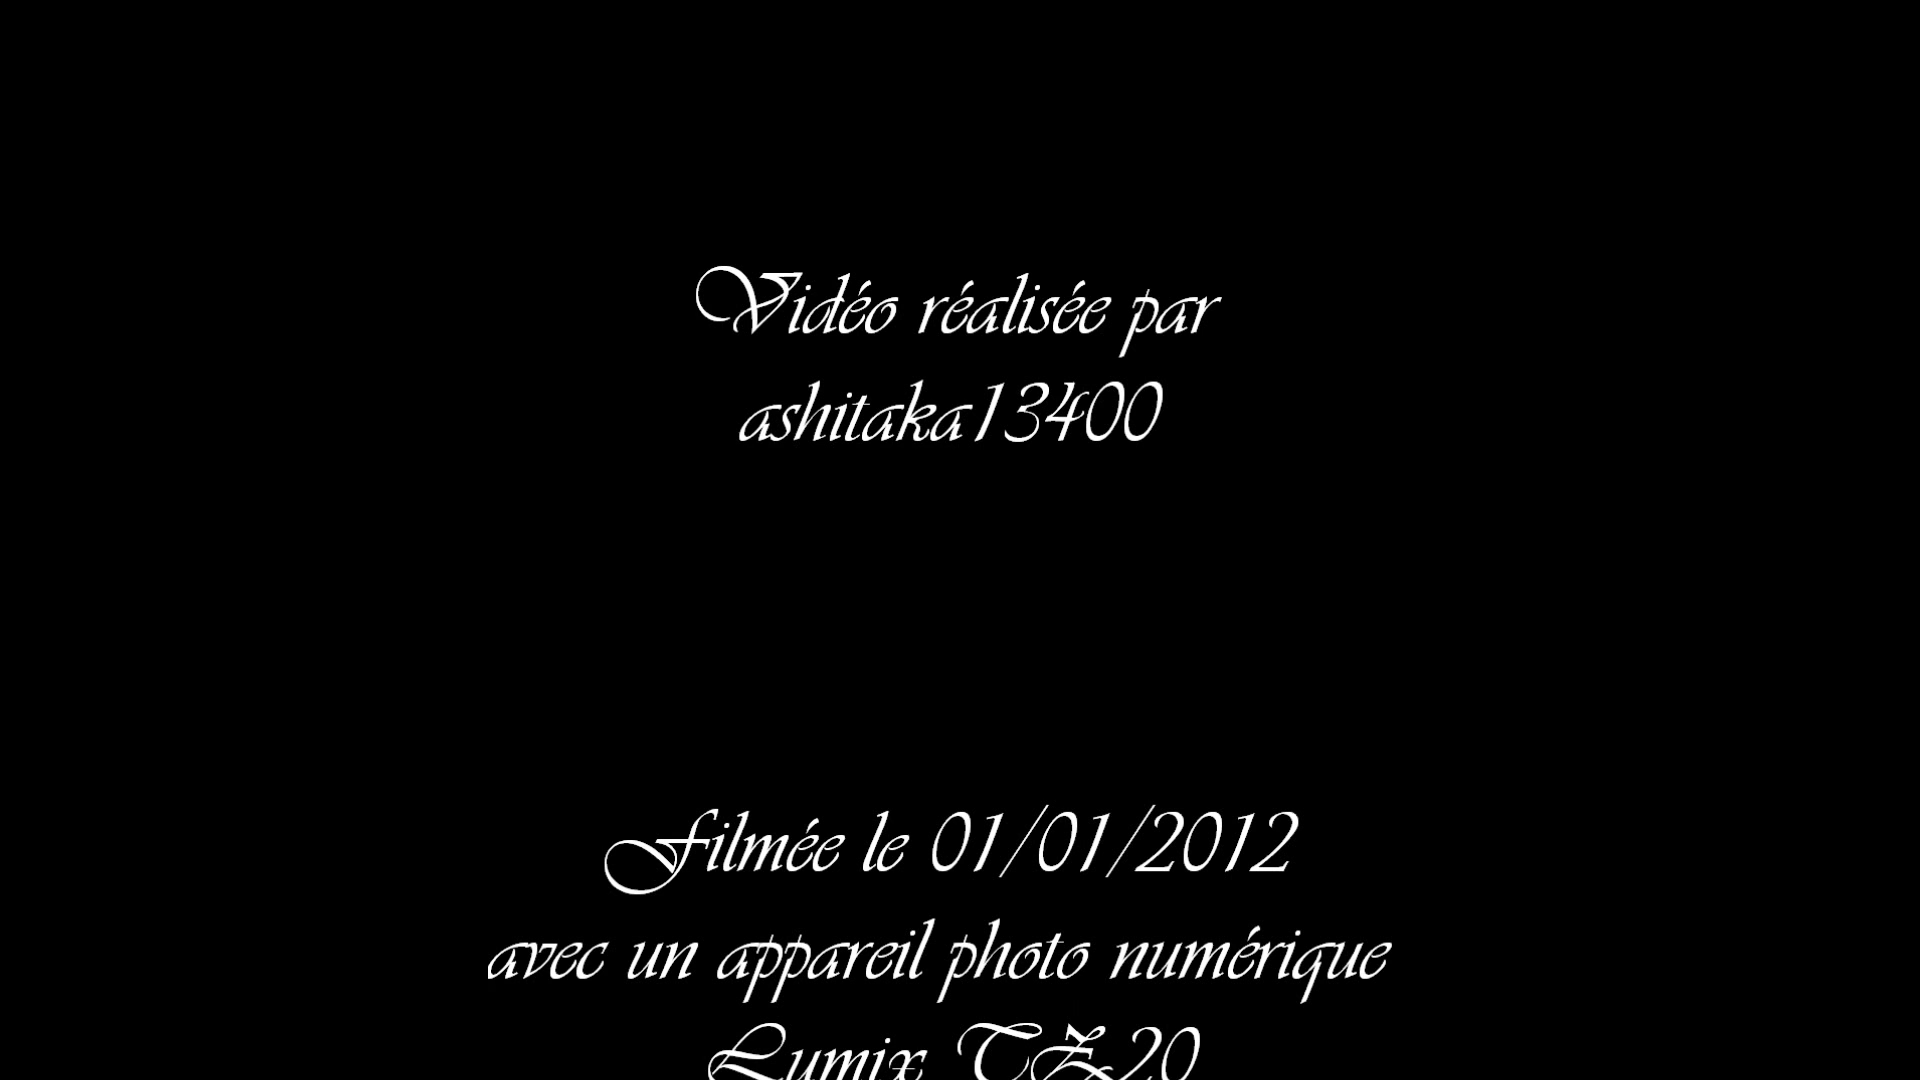 Vidéo réalisée par
ashitaka13400
Filmée le 01/01/2012
avec un appareil photo numérique
Lumix TZ20